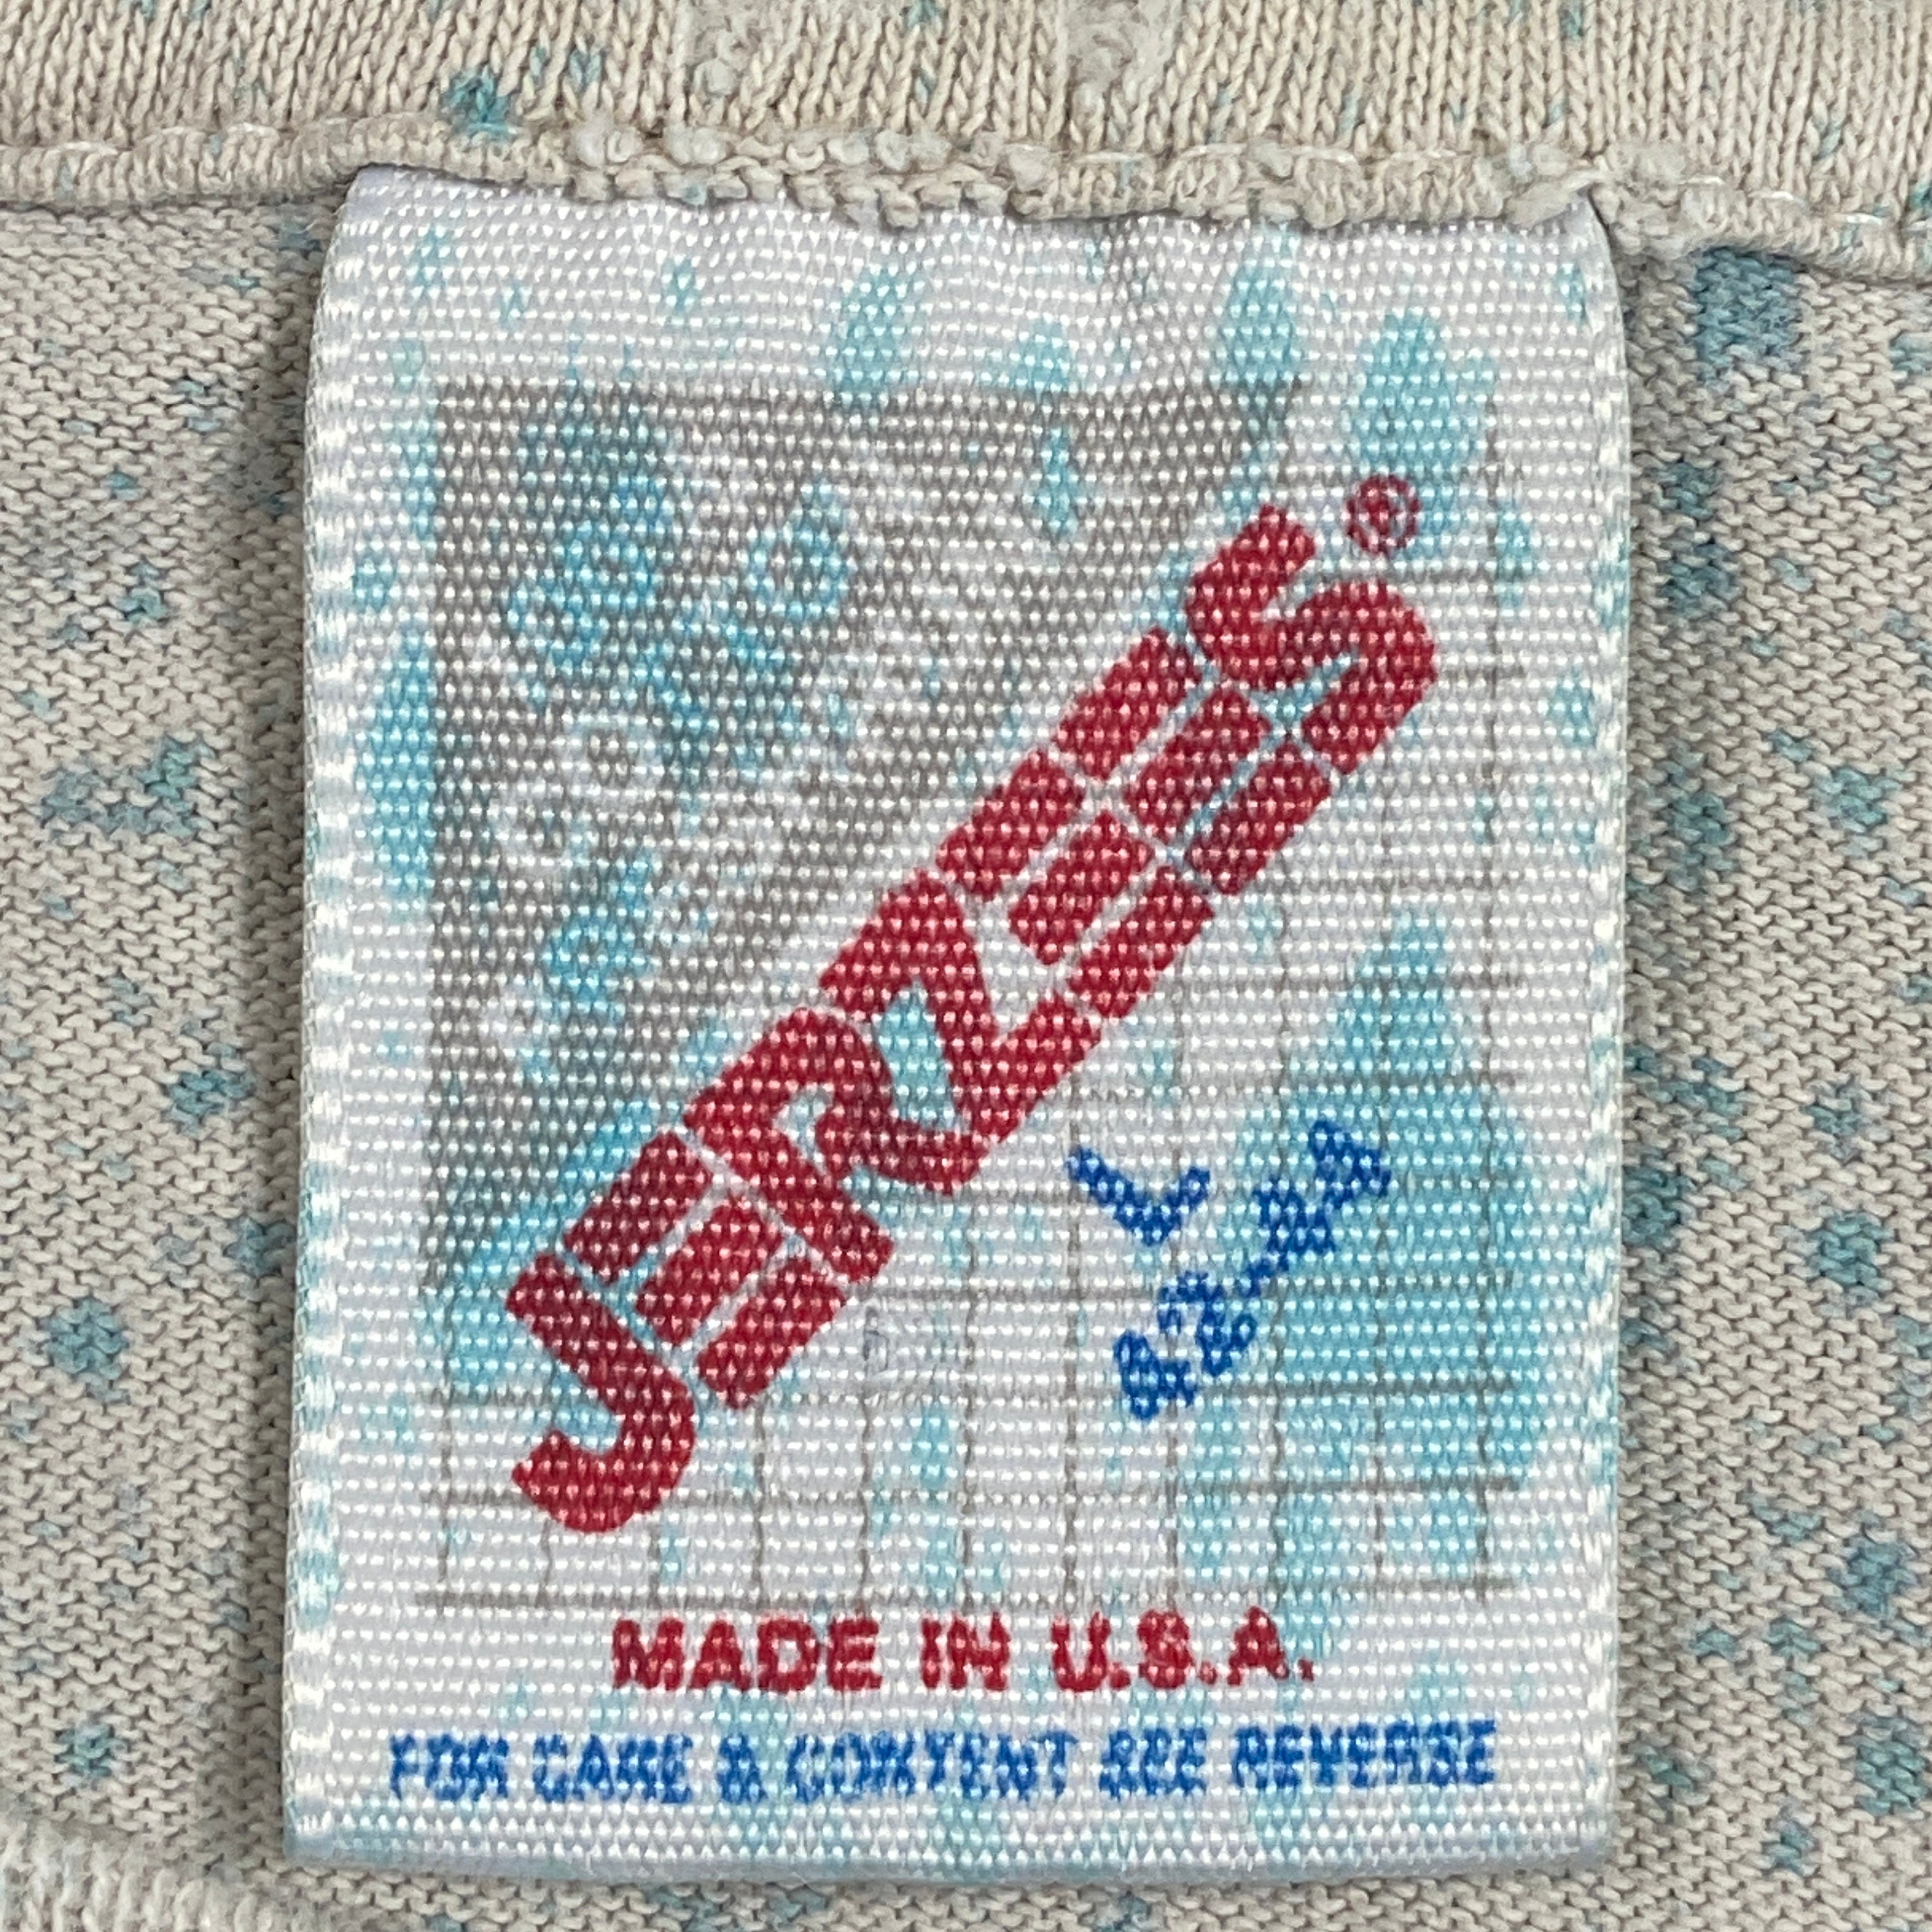 JERZEES®
L
42-44
MADE IN U.S.A.
FOR CARE & CONTENT SEE REVERSE